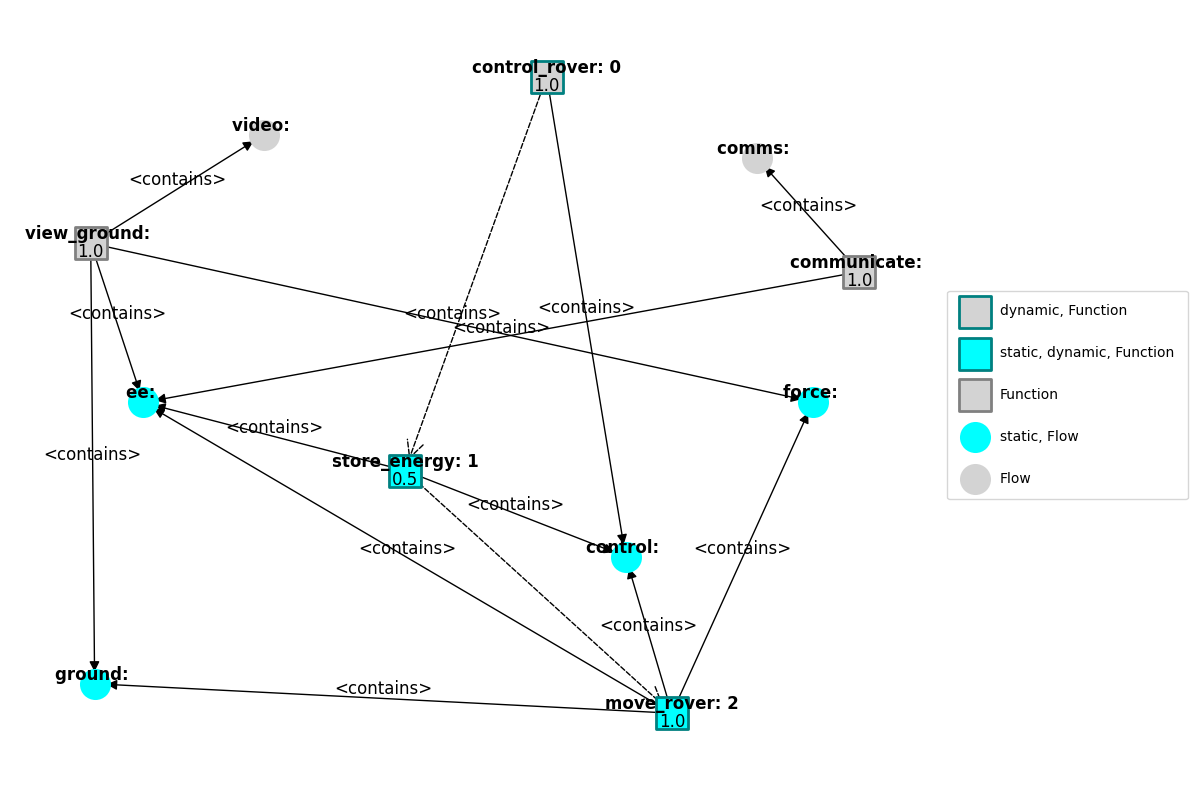 control_rover: 0
1.0
video:
comms:
<contains>
<contains>
view_ground:
1.0
communicate:
1.0
<contains>
<contains>
<contains>
<contains>
dynamic, Function
static, dynamic, Function
Function
static, Flow
Flow
ee:
force:
<contains>
<contains>
store_energy: 1
0.5
<contains>
<contains>
control:
<contains>
<contains>
ground:
<contains>
move_rover: 2
1.0